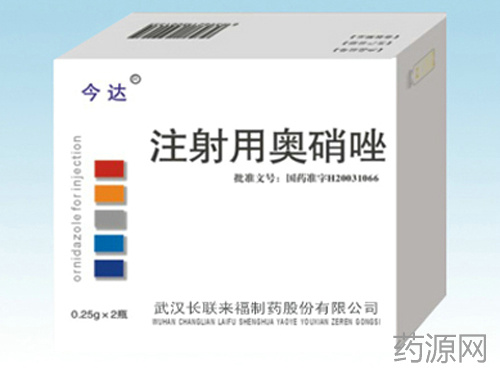 今达
注射用奥硝唑
批准文号：国药准字H20031066
ornidazole for injection
0.25g×2瓶
武汉长联来福制药股份有限公司
WUHAN CHANGLIAN LAIFU SHENGHUA YAOYE YOUXIAN ZEREN GONGSI
药源网